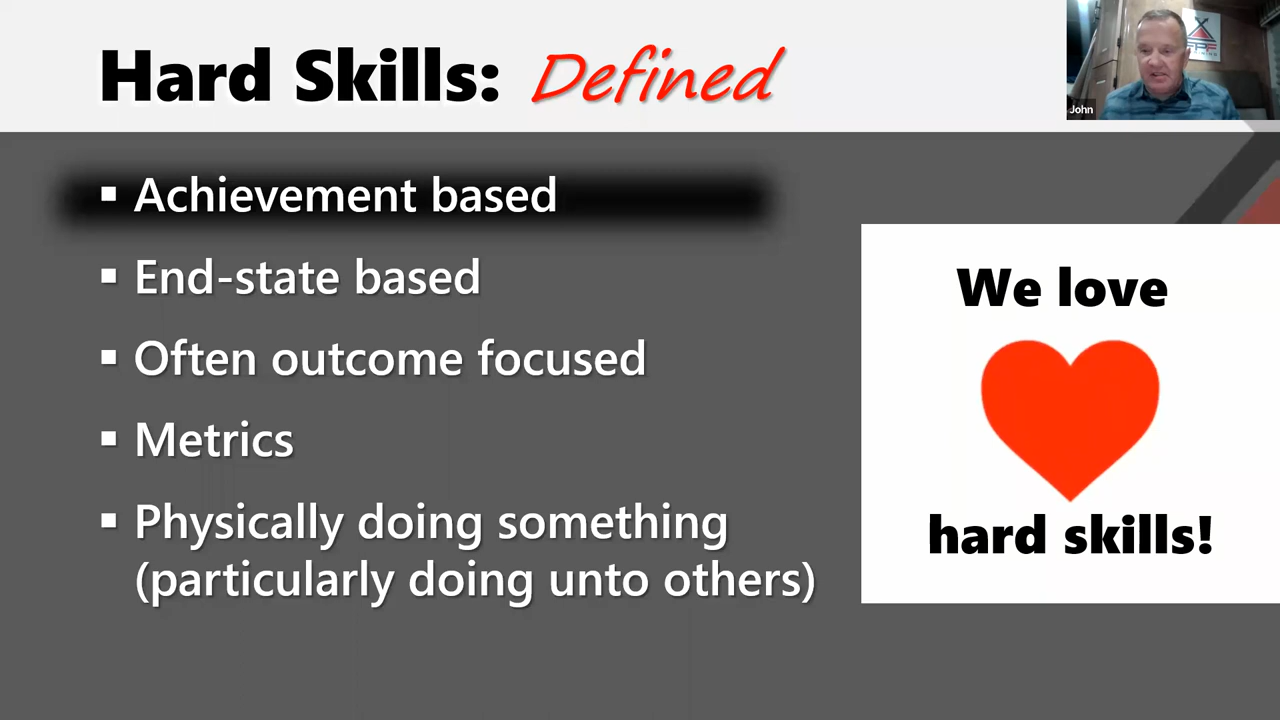 Hard Skills: Defined
John
▪ Achievement based
▪ End-state based
▪ Often outcome focused
▪ Metrics
▪ Physically doing something
(particularly doing unto others)
We love
hard skills!